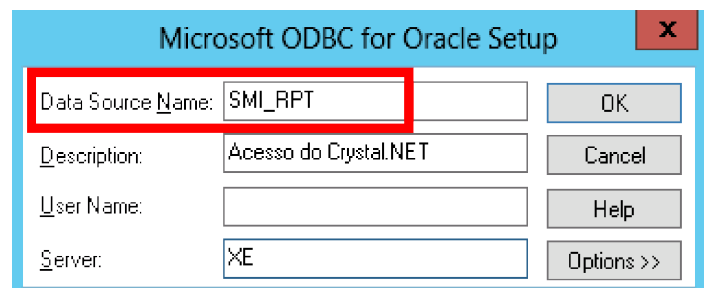 Microsoft ODBC for Oracle Setup x
Data Source Name: SMI_RPT OK
Description: Acesso do Crystal.NET Cancel
User Name: Help
Server: XE Options >>